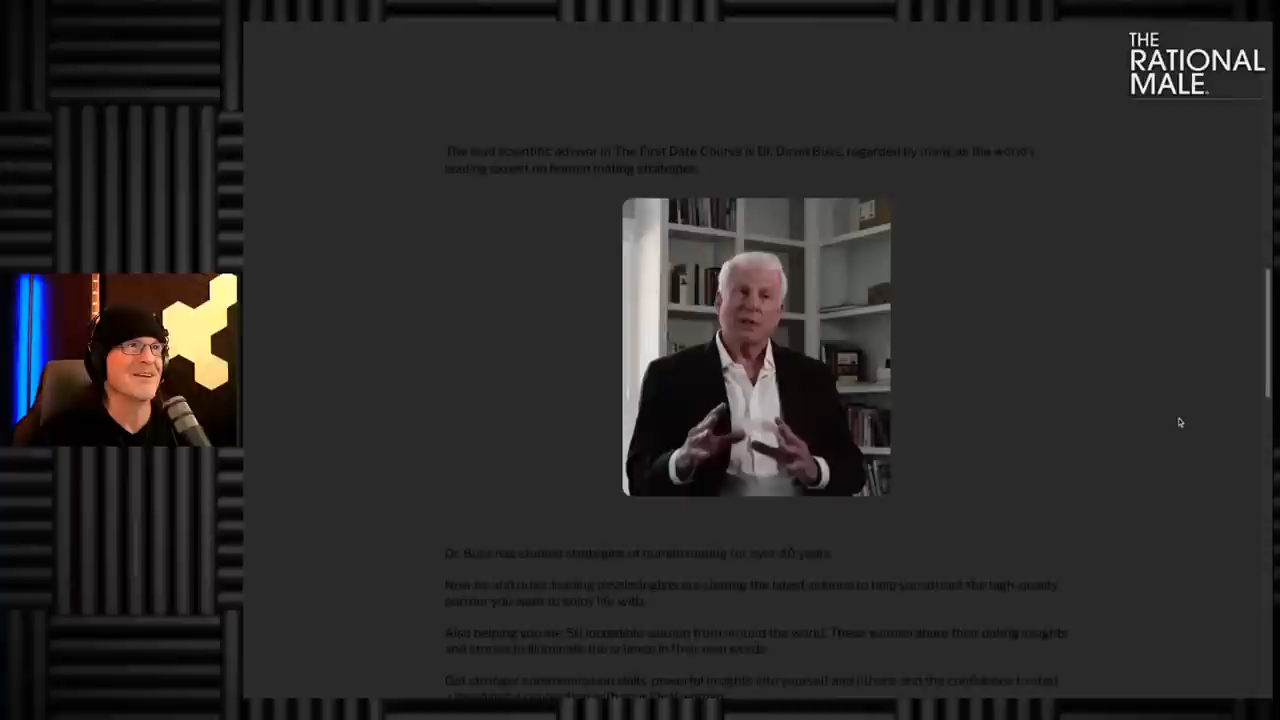 THE
RATIONAL
MALE
The lead scientific advisor in The First Date Course is Dr. David Buss, regarded by many as the world's
leading expert on human mating strategies.
Dr. Buss has studied strategies of human mating for over 40 years.
Now he and other leading psychologists are sharing the latest science to help you attract the high-quality
partner you want to enjoy life with.
Also helping you are 50 incredible women from around the world. These women share their dating insights
and stories to illuminate the science in their own words.
Get stronger communication skills, powerful insights into yourself and others and the confidence to